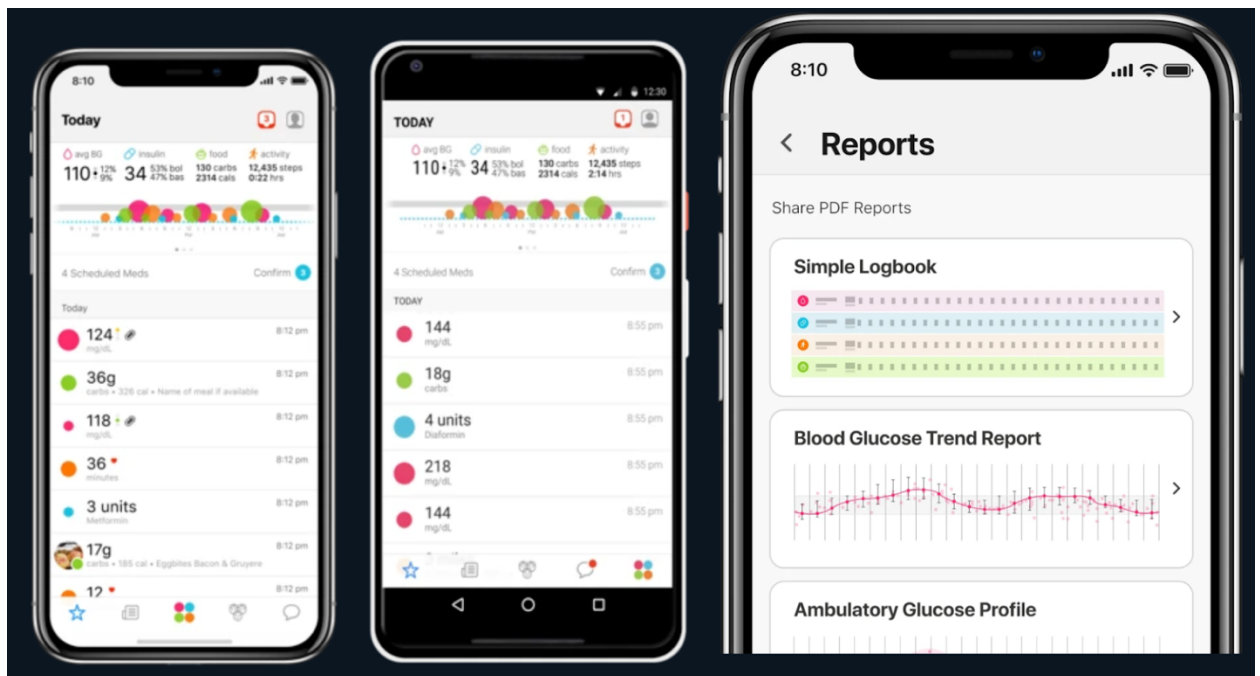 8:10
Today
3
avg BG
insulin
food
activity
110 12% 9%
34 53% bol 47% bas
130 carbs 2314 cals
12,435 steps 0:22 hrs
4 Scheduled Meds
Confirm 3
Today
124
mg/dL
8:12 pm
36g
carbs • 326 cal • Name of meal if available
8:12 pm
118
mg/dL
8:12 pm
36
minutes
8:12 pm
3 units
Metformin
8:12 pm
17g
carbs • 185 cal • Eggbites Bacon & Gruyere
8:12 pm
12
8:12 pm
12:30
TODAY
1
avg BG
insulin
food
activity
110 12% 9%
34 53% bol 47% bas
130 carbs 2314 cals
12,435 steps 2:14 hrs
4 Scheduled Meds
Confirm 3
TODAY
144
mg/dL
8:55 pm
18g
carbs
8:55 pm
4 units
Diaformin
8:55 pm
218
mg/dL
8:55 pm
144
mg/dL
8:55 pm
8:10
Reports
Share PDF Reports
Simple Logbook
Blood Glucose Trend Report
Ambulatory Glucose Profile